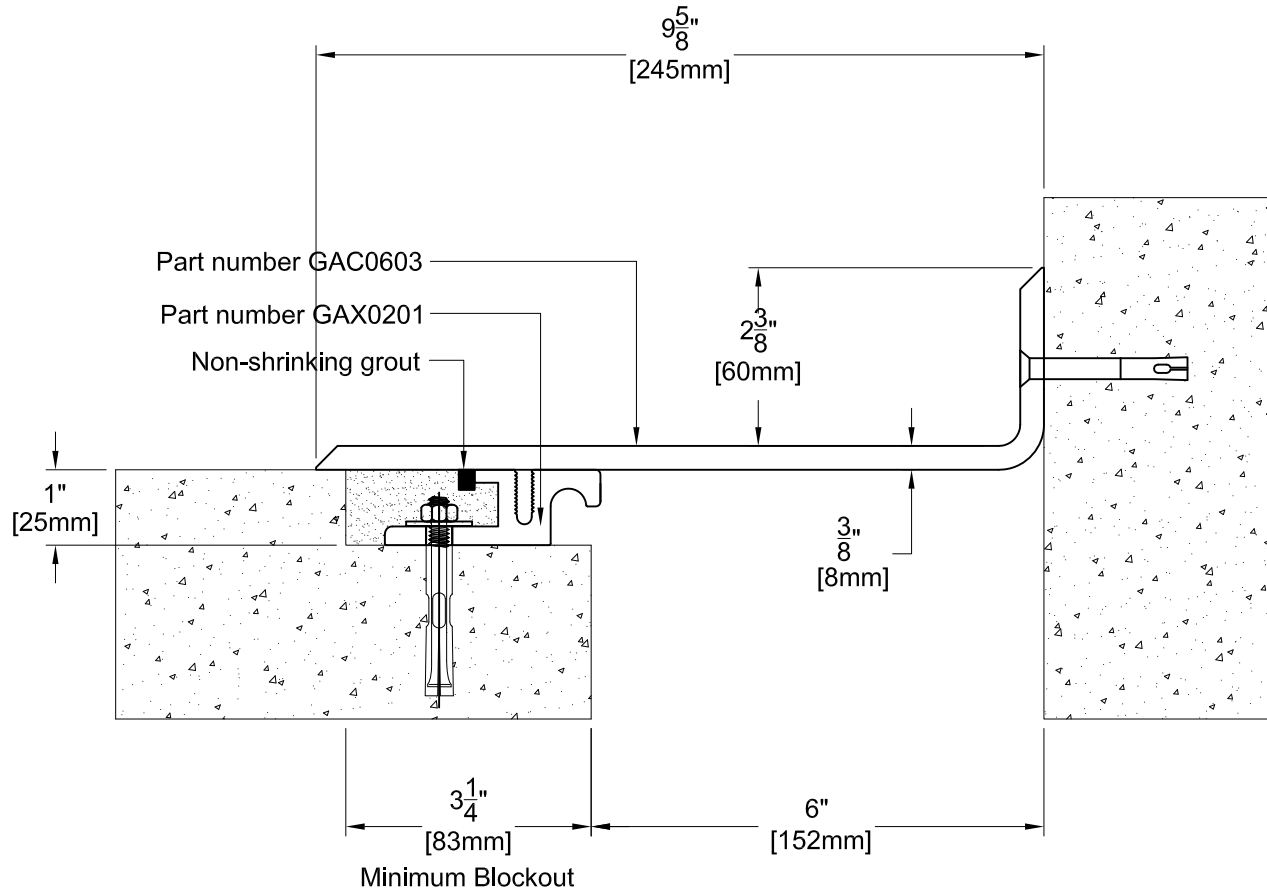 9 5/8"
[245mm]
Part number GAC0603
Part number GAX0201
Non-shrinking grout
2 3/8"
[60mm]
1"
[25mm]
3/8"
[8mm]
3 1/4"
[83mm]
Minimum Blockout
6"
[152mm]